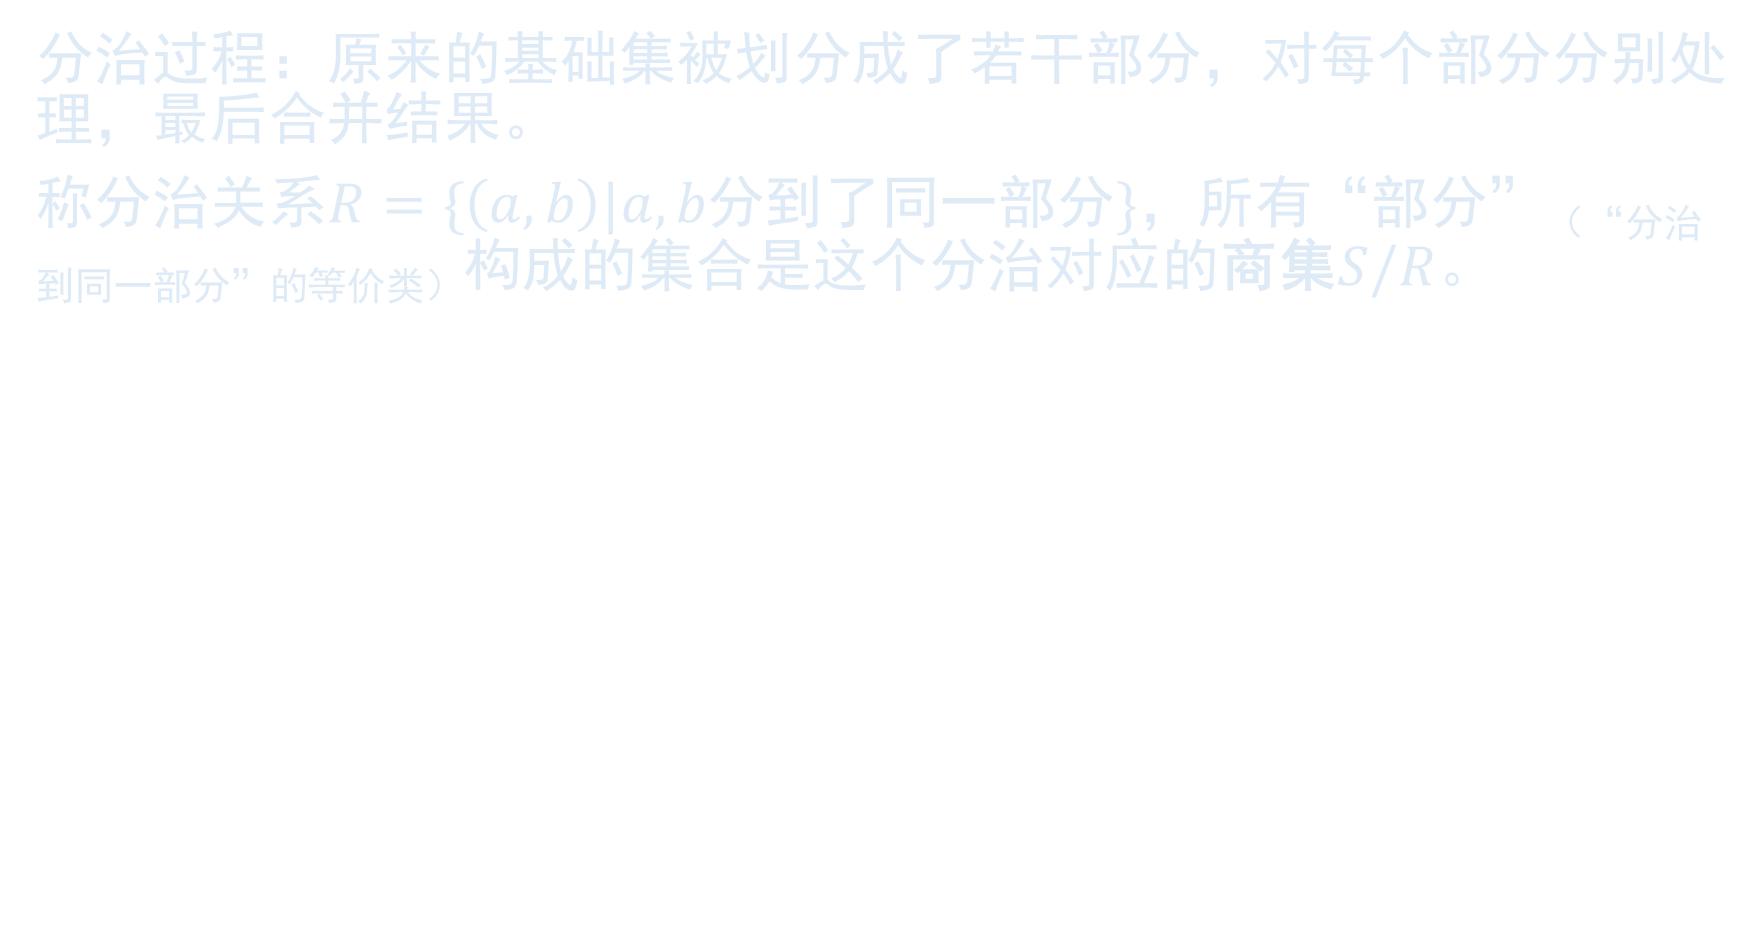 分治过程：原来的基础集被划分成了若干部分，对每个部分分别处
理，最后合并结果。
称分治关系R = {(a, b)|a, b分到了同一部分}，所有“部分”（“分治
到同一部分”的等价类）构成的集合是这个分治对应的商集S/R。